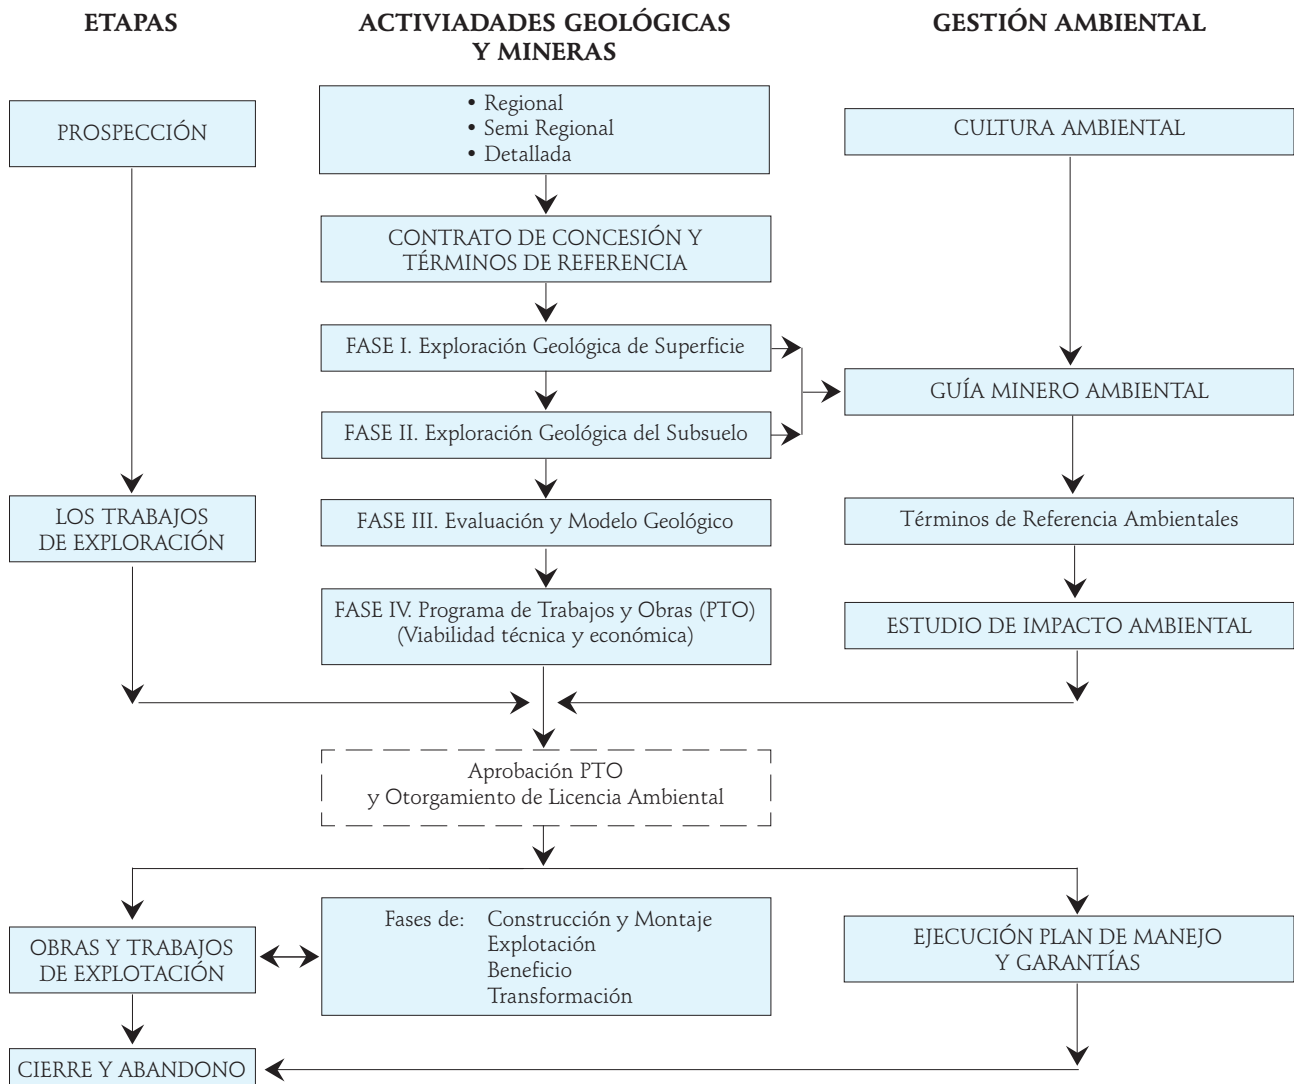 ETAPAS
ACTIVIADADES GEOLÓGICAS
Y MINERAS
GESTIÓN AMBIENTAL
PROSPECCIÓN
• Regional
• Semi Regional
• Detallada
CULTURA AMBIENTAL
CONTRATO DE CONCESIÓN Y
TÉRMINOS DE REFERENCIA
FASE I. Exploración Geológica de Superficie
GUÍA MINERO AMBIENTAL
FASE II. Exploración Geológica del Subsuelo
LOS TRABAJOS
DE EXPLORACIÓN
FASE III. Evaluación y Modelo Geológico
Términos de Referencia Ambientales
FASE IV. Programa de Trabajos y Obras (PTO)
(Viabilidad técnica y económica)
ESTUDIO DE IMPACTO AMBIENTAL
Aprobación PTO
y Otorgamiento de Licencia Ambiental
OBRAS Y TRABAJOS
DE EXPLOTACIÓN
Fases de: Construcción y Montaje
Explotación
Beneficio
Transformación
EJECUCIÓN PLAN DE MANEJO
Y GARANTÍAS
CIERRE Y ABANDONO